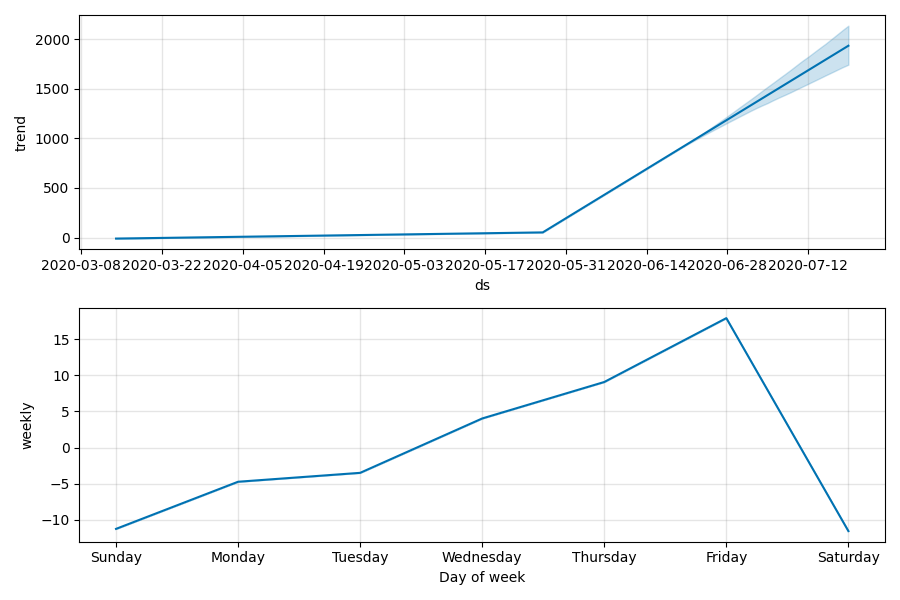 2000
1500
1000
500
0
trend
2020-03-08 2020-03-22 2020-04-05 2020-04-19 2020-05-03 2020-05-17 2020-05-31 2020-06-14 2020-06-28 2020-07-12
ds
15
10
5
0
−5
−10
weekly
Sunday Monday Tuesday Wednesday Thursday Friday Saturday
Day of week